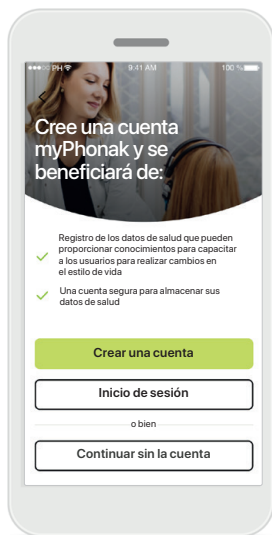 PH 9:41 AM 100 %
Cree una cuenta
myPhonak y se
beneficiará de:
Registro de los datos de salud que pueden
proporcionar conocimientos para capacitar
a los usuarios para realizar cambios en
el estilo de vida
Una cuenta segura para almacenar sus
datos de salud
Crear una cuenta
Inicio de sesión
o bien
Continuar sin la cuenta